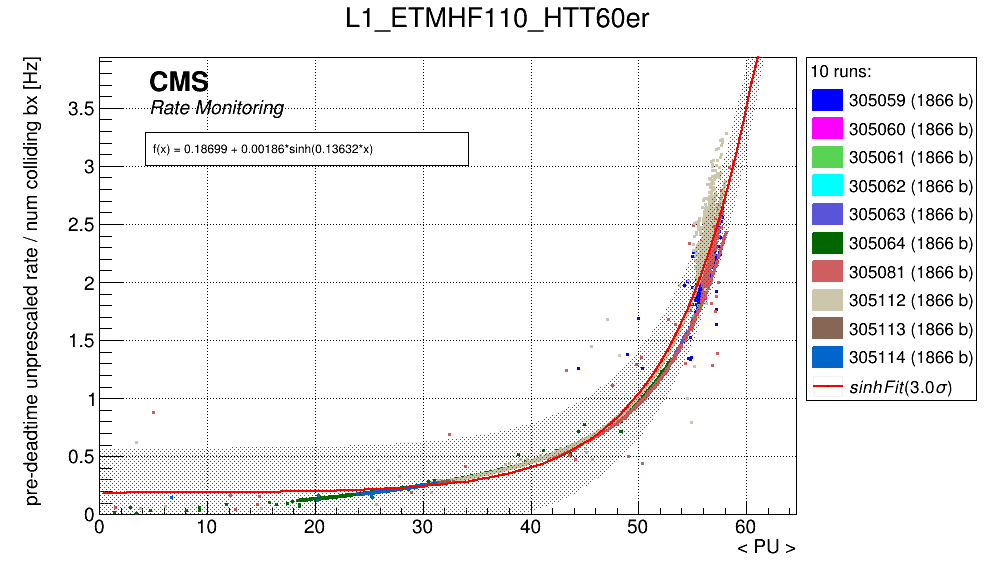 L1_ETMHF110_HTT60er
pre-deadtime unprescaled rate / num colliding bx [Hz]
CMS
Rate Monitoring
f(x) = 0.18699 + 0.00186*sinh(0.13632*x)
3.5
3
2.5
2
1.5
1
0.5
0
0 10 20 30 40 50 60
< PU >
10 runs:
305059 (1866 b)
305060 (1866 b)
305061 (1866 b)
305062 (1866 b)
305063 (1866 b)
305064 (1866 b)
305081 (1866 b)
305112 (1866 b)
305113 (1866 b)
305114 (1866 b)
sinhFit(3.0σ)